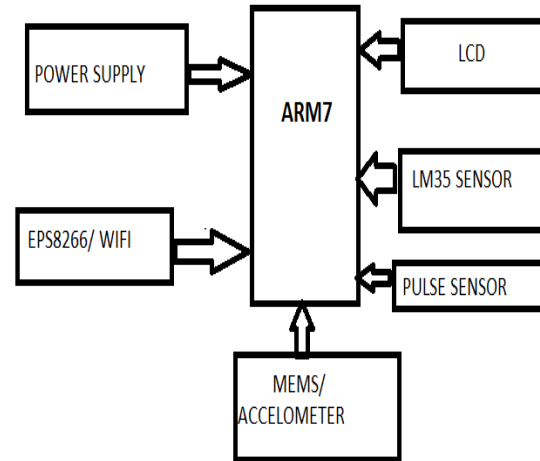 POWER SUPPLY
ARM7
LCD
LM35 SENSOR
EPS8266/ WIFI
PULSE SENSOR
MEMS/
ACCELOMETER